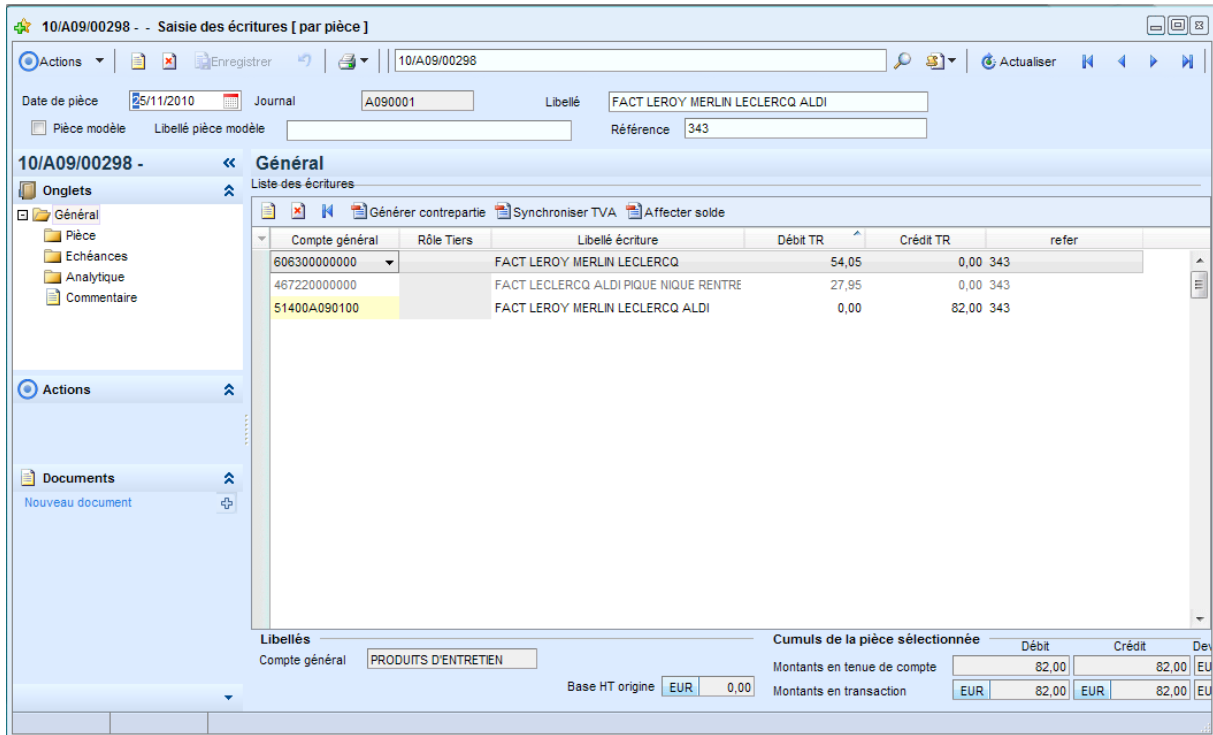 10/A09/00298 - - Saisie des écritures [ par pièce ]
Actions Enregistrer 10/A09/00298 Actualiser
Date de pièce 25/11/2010 Journal A090001 Libellé FACT LEROY MERLIN LECLERCQ ALDI
Pièce modèle Libellé pièce modèle Référence 343
10/A09/00298 - « Général
Onglets Liste des écritures
Général Générer contrepartie Synchroniser TVA Affecter solde
Pièce Compte général Rôle Tiers Libellé écriture Débit TR Crédit TR refer
Echéances 606300000000 FACT LEROY MERLIN LECLERCQ 54,05 0,00 343
Analytique 467220000000 FACT LECLERCQ ALDI PIQUE NIQUE RENTRE 27,95 0,00 343
Commentaire 51400A090100 FACT LEROY MERLIN LECLERCQ ALDI 0,00 82,00 343
Actions
Documents
Nouveau document
Libellés Cumuls de la pièce sélectionnée Débit Crédit Dev
Compte général PRODUITS D'ENTRETIEN Montants en tenue de compte 82,00 82,00 EU
Base HT origine EUR 0,00 Montants en transaction EUR 82,00 EUR 82,00 EU